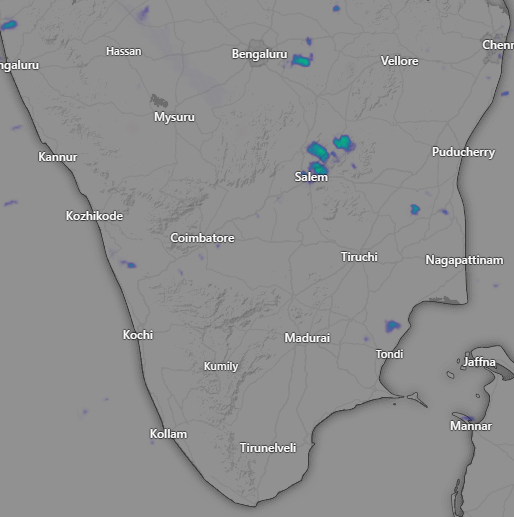 Hassan
Bengaluru
Chenn
ngaluru
Vellore
Mysuru
Kannur
Puducherry
Salem
Kozhikode
Coimbatore
Tiruchi
Nagapattinam
Kochi
Madurai
Tondi
Kumily
Jaffna
Mannar
Kollam
Tirunelveli